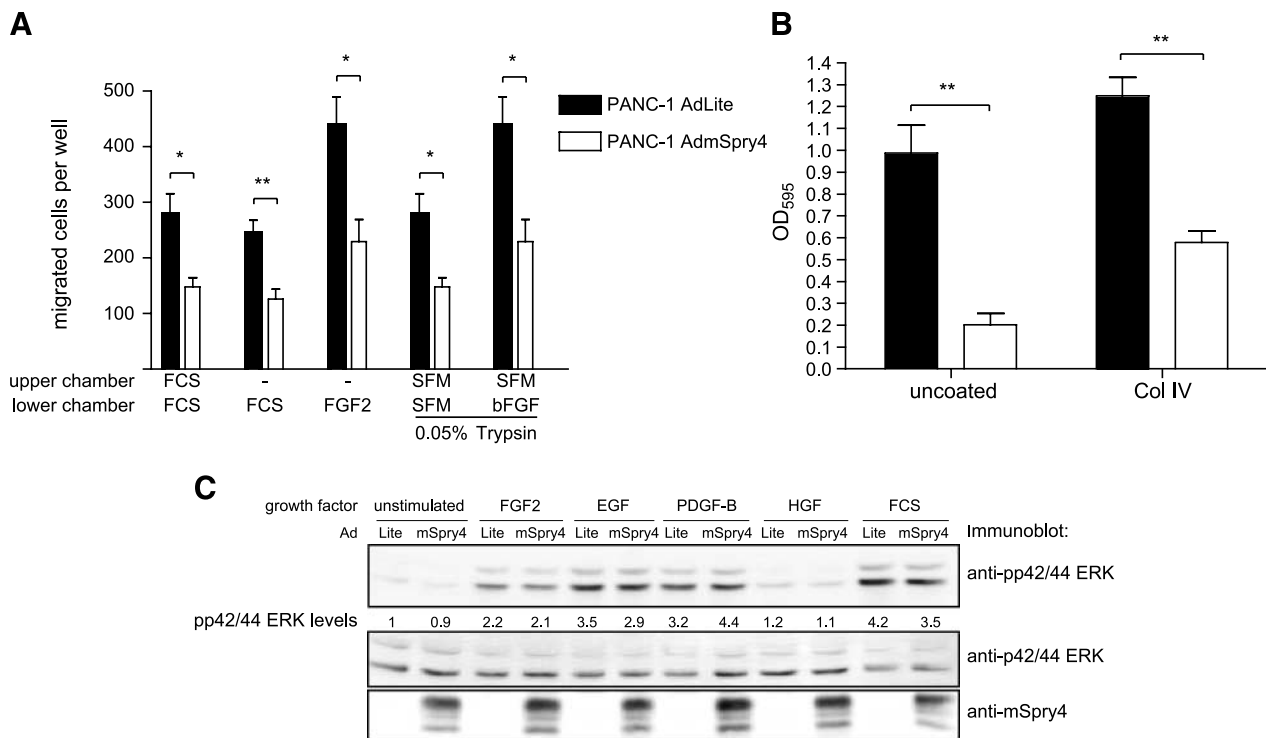 A
migrated cells per well
500
400
300
200
100
*
**
*
*
*
PANC-1 AdLite
PANC-1 AdmSpry4
upper chamber FCS - - SFM SFM
lower chamber FCS FCS FGF2 SFM bFGF
0.05% Trypsin
B
OD595
1.4
1.3
1.2
1.1
1.0
0.9
0.8
0.7
0.6
0.5
0.4
0.3
0.2
0.1
0.0
**
**
uncoated Col IV
C
growth factor unstimulated FGF2 EGF PDGF-B HGF FCS
Ad Lite mSpry4 Lite mSpry4 Lite mSpry4 Lite mSpry4 Lite mSpry4 Lite mSpry4 Immunoblot:
anti-pp42/44 ERK
pp42/44 ERK levels 1 0.9 2.2 2.1 3.5 2.9 3.2 4.4 1.2 1.1 4.2 3.5
anti-p42/44 ERK
anti-mSpry4